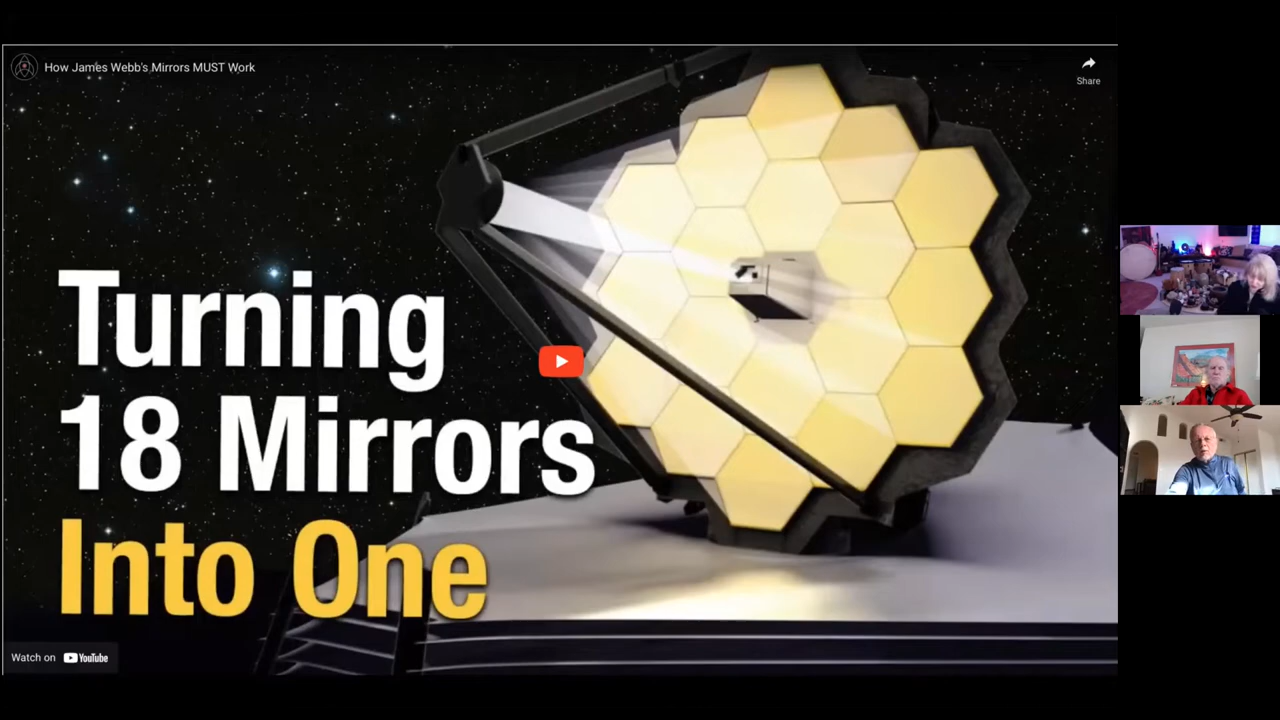 How James Webb's Mirrors MUST Work
Share
Turning
18 Mirrors
Into One
Watch on YouTube